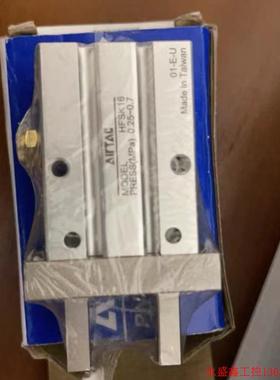 AIRTAC
MODEL HFSK16
PRESS(MPa) 0.25~0.7
01-E-U
Made In Taiwan